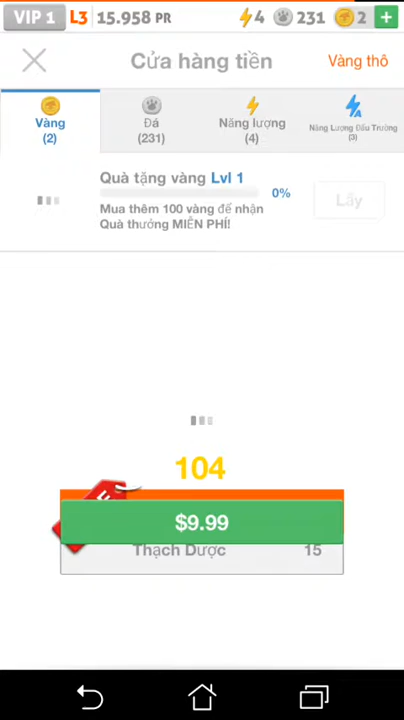 VIP 1 L3 15.958 PR 4 231 2 +
Cửa hàng tiền Vàng thô
Vàng Đá Năng lượng Năng Lượng Đấu Trường
(2) (231) (4) (3)
Quà tặng vàng Lvl 1
0%
Mua thêm 100 vàng để nhận
Quà thưởng MIỄN PHÍ!
Lấy
104
$9.99
Thạch Dược 15